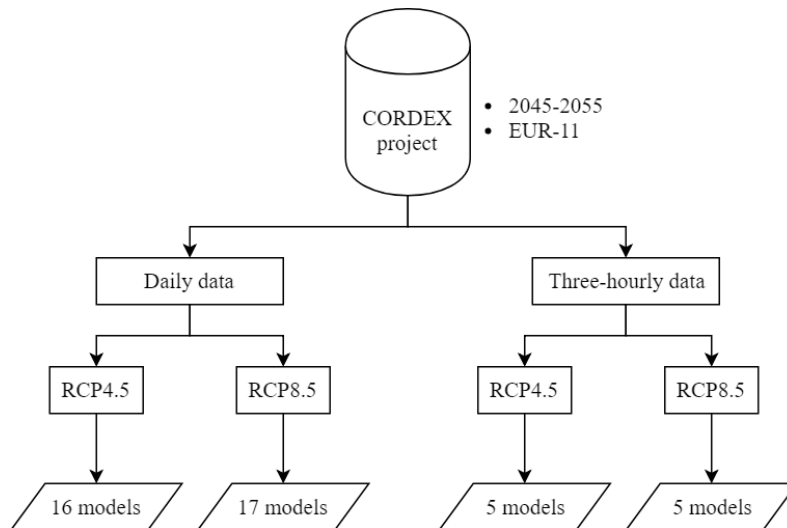 CORDEX
project
• 2045-2055
• EUR-11
Daily data
Three-hourly data
RCP4.5
RCP8.5
RCP4.5
RCP8.5
16 models
17 models
5 models
5 models